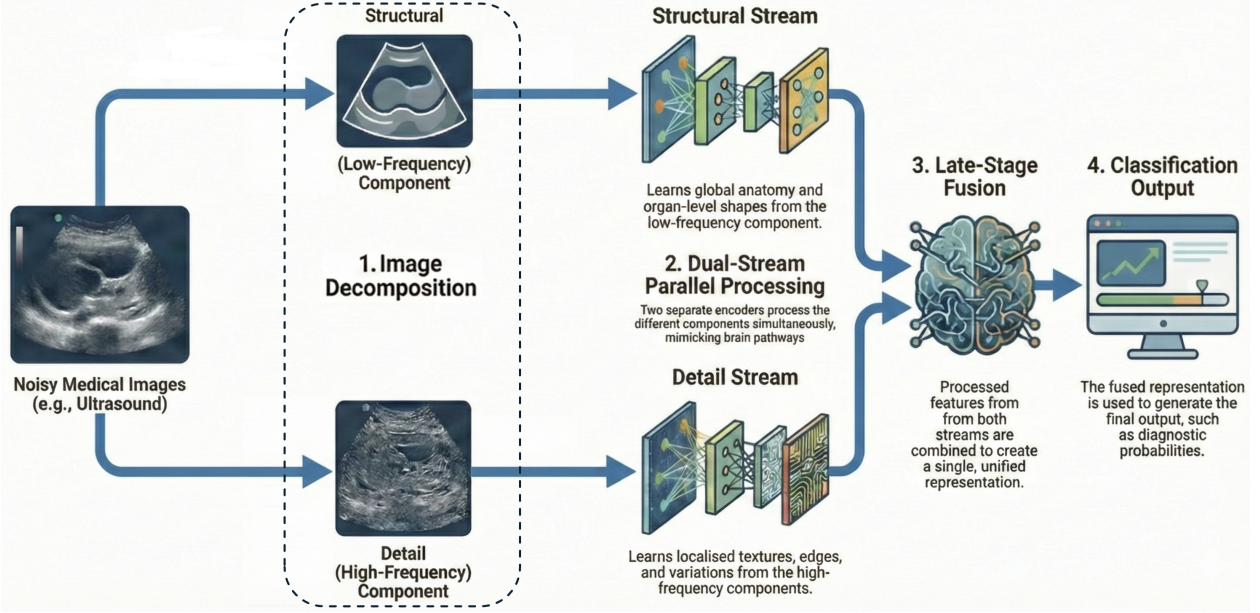 Noisy Medical Images
(e.g., Ultrasound)
Structural
(Low-Frequency)
Component
1. Image
Decomposition
Detail
(High-Frequency)
Component
Structural Stream
Learns global anatomy and
organ-level shapes from the
low-frequency component.
2. Dual-Stream
Parallel Processing
Two separate encoders process the
different components simultaneously,
mimicking brain pathways
Detail Stream
Learns localised textures, edges,
and variations from the high-
frequency components.
3. Late-Stage
Fusion
Processed
features from
from both
streams are
combined to create
a single, unified
representation.
4. Classification
Output
The fused representation
is used to generate the
final output, such
as diagnostic
probabilities.